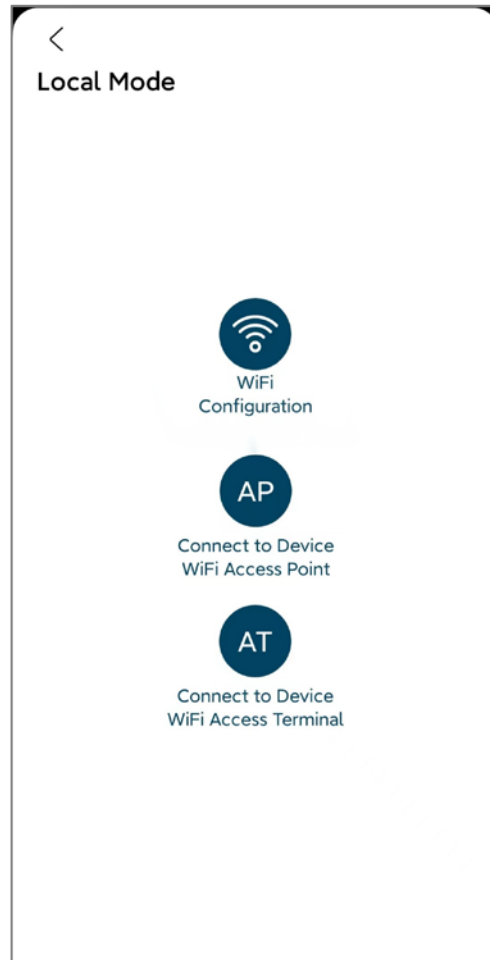 Local Mode
WiFi
Configuration
AP
Connect to Device
WiFi Access Point
AT
Connect to Device
WiFi Access Terminal